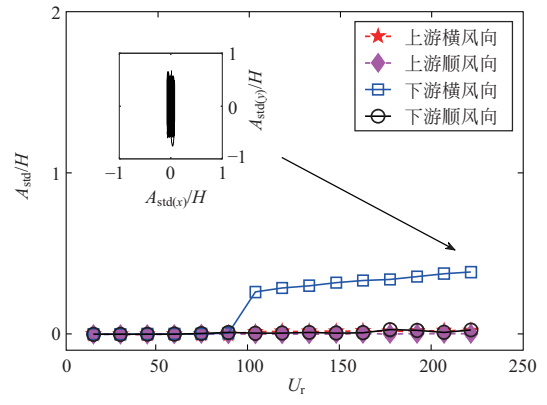 2
1
0
A_std/H
0
50
100
150
200
250
U_r
1
0
−1
A_std(y)/H
−1
0
1
A_std(x)/H
上游横风向
上游顺风向
下游横风向
下游顺风向